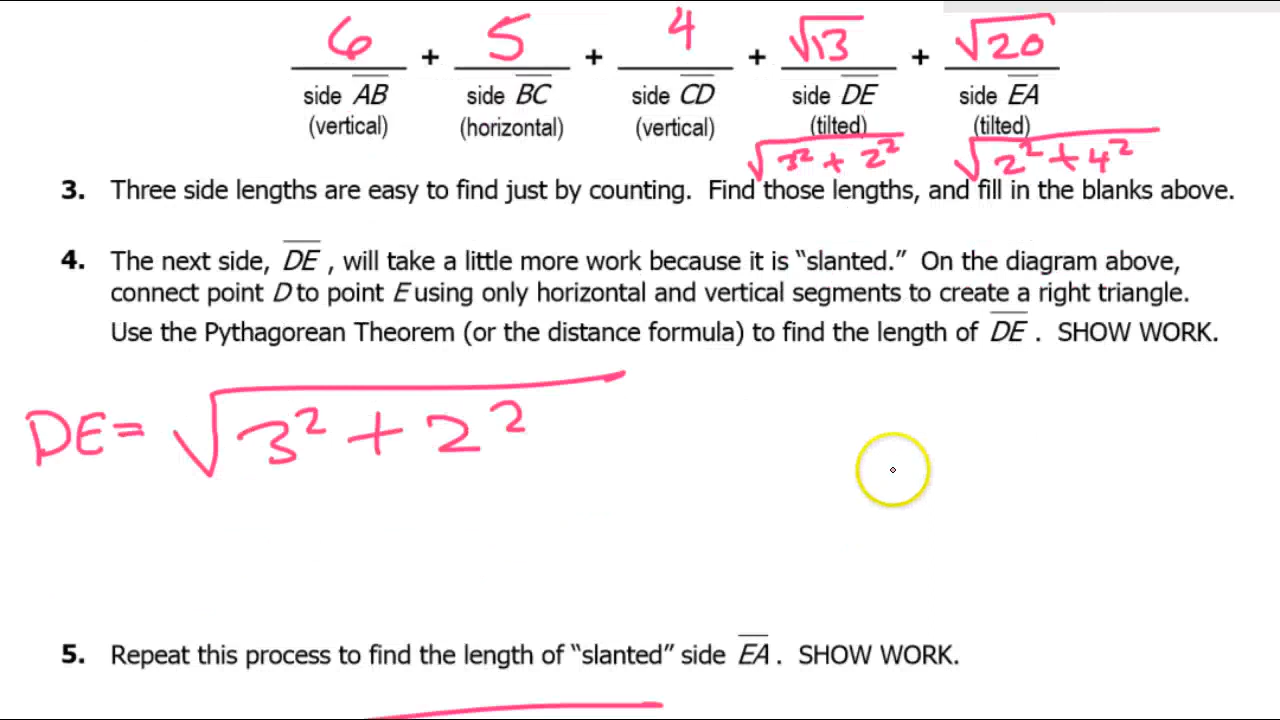 6 + 5 + 4 + √13 + √20
side AB side BC side CD side DE side EA
(vertical) (horizontal) (vertical) (tilted) (tilted)
√3² + 2² √2² + 4²
3. Three side lengths are easy to find just by counting. Find those lengths, and fill in the blanks above.
4. The next side, DE , will take a little more work because it is “slanted.” On the diagram above,
connect point D to point E using only horizontal and vertical segments to create a right triangle.
Use the Pythagorean Theorem (or the distance formula) to find the length of DE . SHOW WORK.
DE = √3² + 2²
5. Repeat this process to find the length of “slanted” side EA . SHOW WORK.